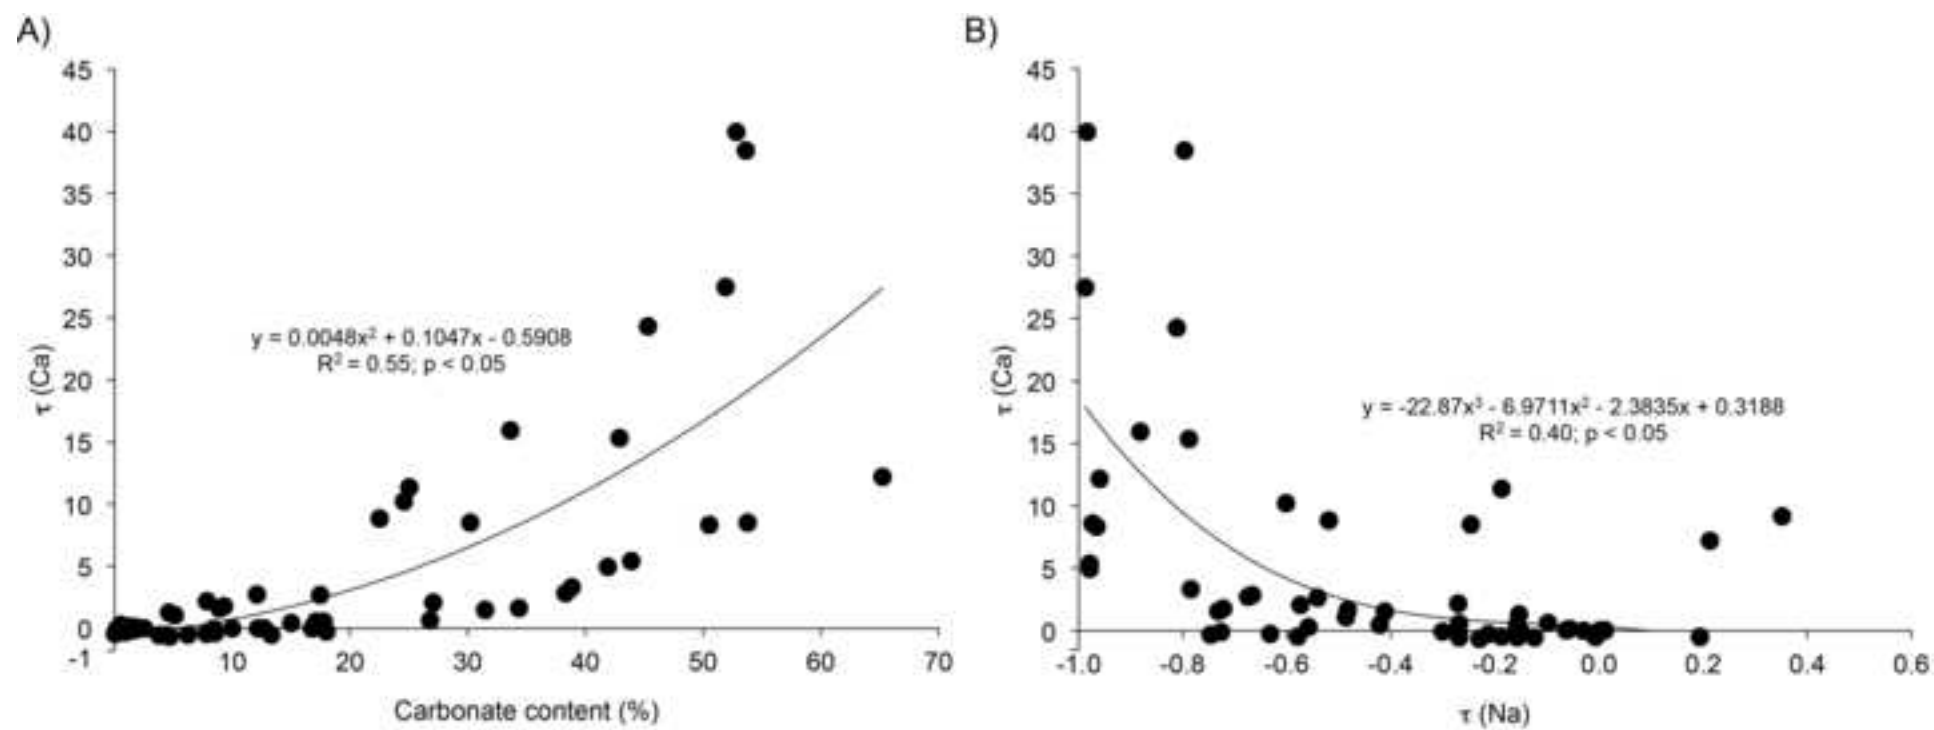 A)
45
40
35
30
25
20
15
10
5
0
-1
10 20 30 40 50 60 70
τ (Ca)
y = 0.0048x² + 0.1047x - 0.5908
R² = 0.55; p < 0.05
Carbonate content (%)
B)
45
40
35
30
25
20
15
10
5
0
-1.0 -0.8 -0.6 -0.4 -0.2 0.0 0.2 0.4 0.6
τ (Ca)
y = -22.87x³ - 6.9711x² - 2.3835x + 0.3188
R² = 0.40; p < 0.05
τ (Na)